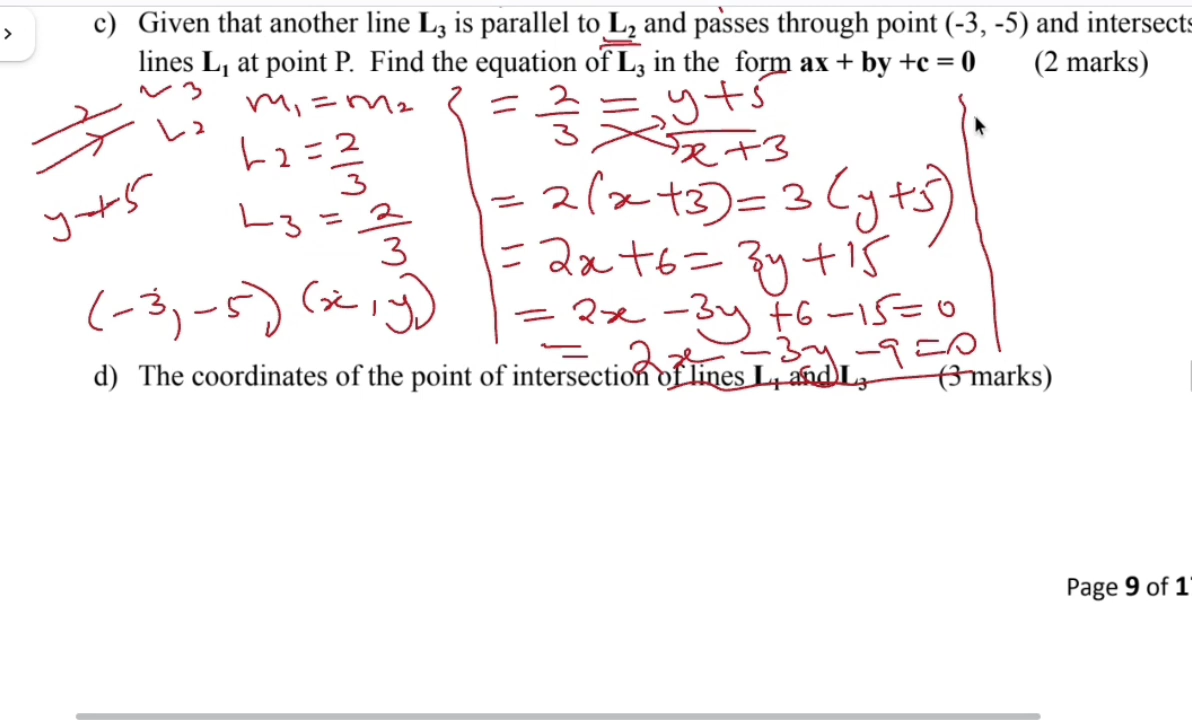 c) Given that another line L₃ is parallel to L₂ and passes through point (-3, -5) and intersects
lines L₁ at point P. Find the equation of L₃ in the form ax + by +c = 0 (2 marks)
L3
L2
y+5
m₁ = m₂
L2 = 2/3
L3 = 2/3
(-3, -5) (x, y)
= 2/3 = y+5/x+3
= 2(x+3) = 3(y+5)
= 2x+6 = 3y+15
= 2x -3y +6 -15 = 0
= 2x -3y -9 = 0
d) The coordinates of the point of intersection of lines L₁ and L₃ (3 marks)
Page 9 of 1